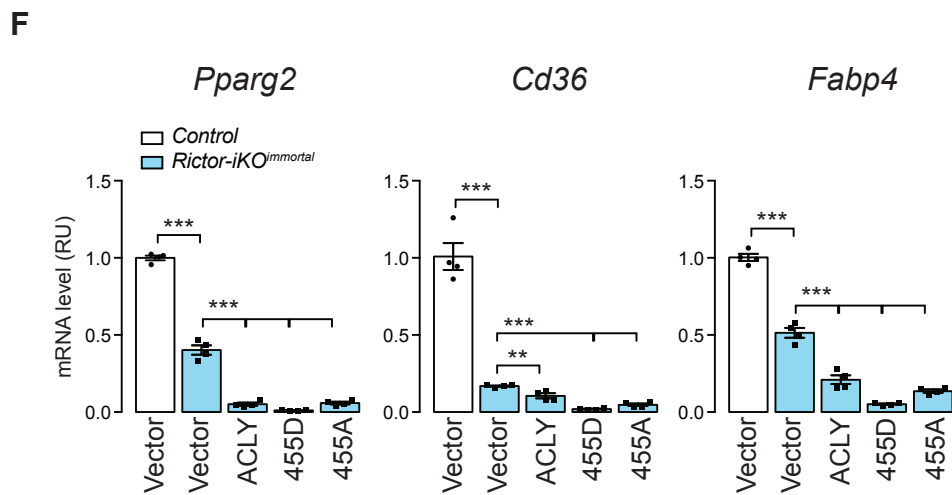 F
Pparg2
Cd36
Fabp4
Control
Rictor-iKO^immortal
mRNA level (RU)
1.5
1.0
0.5
0.0
***
***
Vector
Vector
ACLY
455D
455A
1.5
1.0
0.5
0.0
***
***
**
Vector
Vector
ACLY
455D
455A
1.5
1.0
0.5
0.0
***
***
Vector
Vector
ACLY
455D
455A